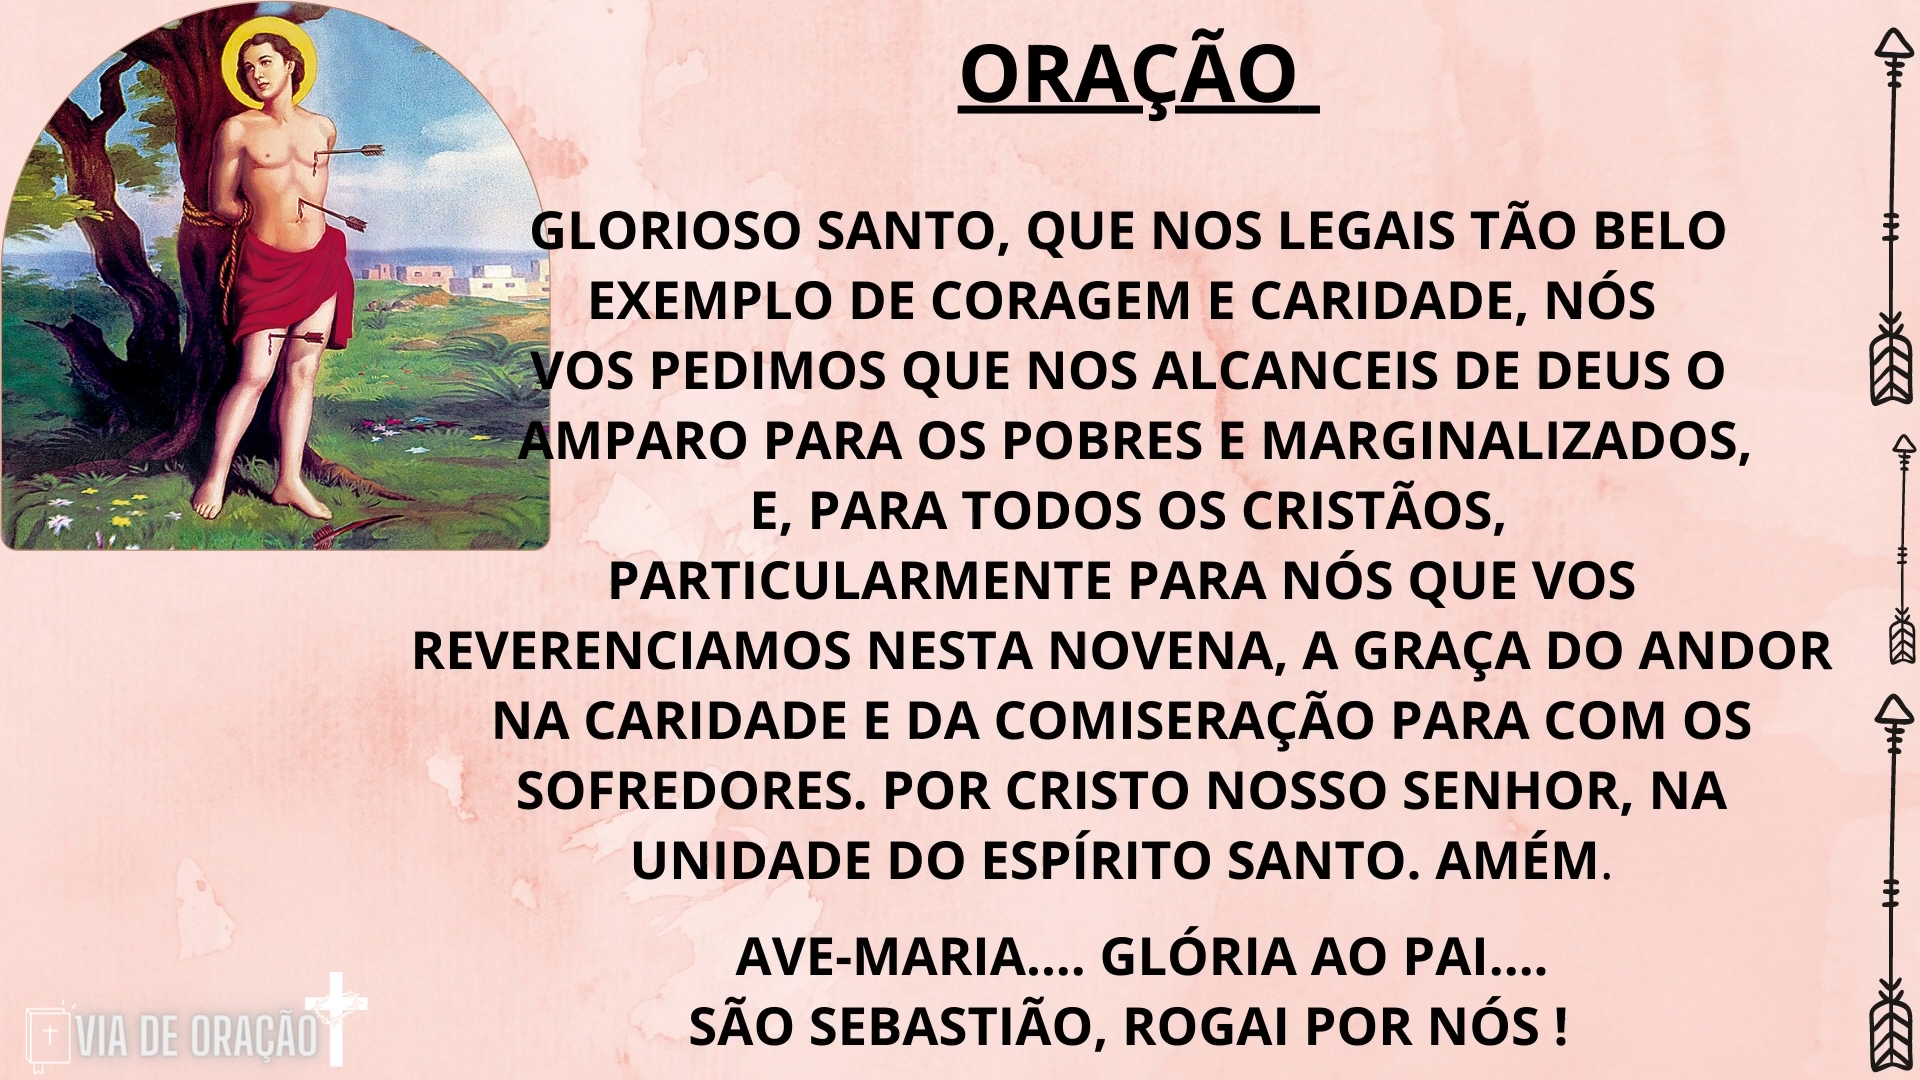 ORAÇÃO
GLORIOSO SANTO, QUE NOS LEGAIS TÃO BELO
EXEMPLO DE CORAGEM E CARIDADE, NÓS
VOS PEDIMOS QUE NOS ALCANCEIS DE DEUS O
AMPARO PARA OS POBRES E MARGINALIZADOS,
E, PARA TODOS OS CRISTÃOS,
PARTICULARMENTE PARA NÓS QUE VOS
REVERENCIAMOS NESTA NOVENA, A GRAÇA DO ANDOR
NA CARIDADE E DA COMISERAÇÃO PARA COM OS
SOFREDORES. POR CRISTO NOSSO SENHOR, NA
UNIDADE DO ESPÍRITO SANTO. AMÉM.
AVE-MARIA.... GLÓRIA AO PAI....
SÃO SEBASTIÃO, ROGAI POR NÓS !
VIA DE ORAÇÃO